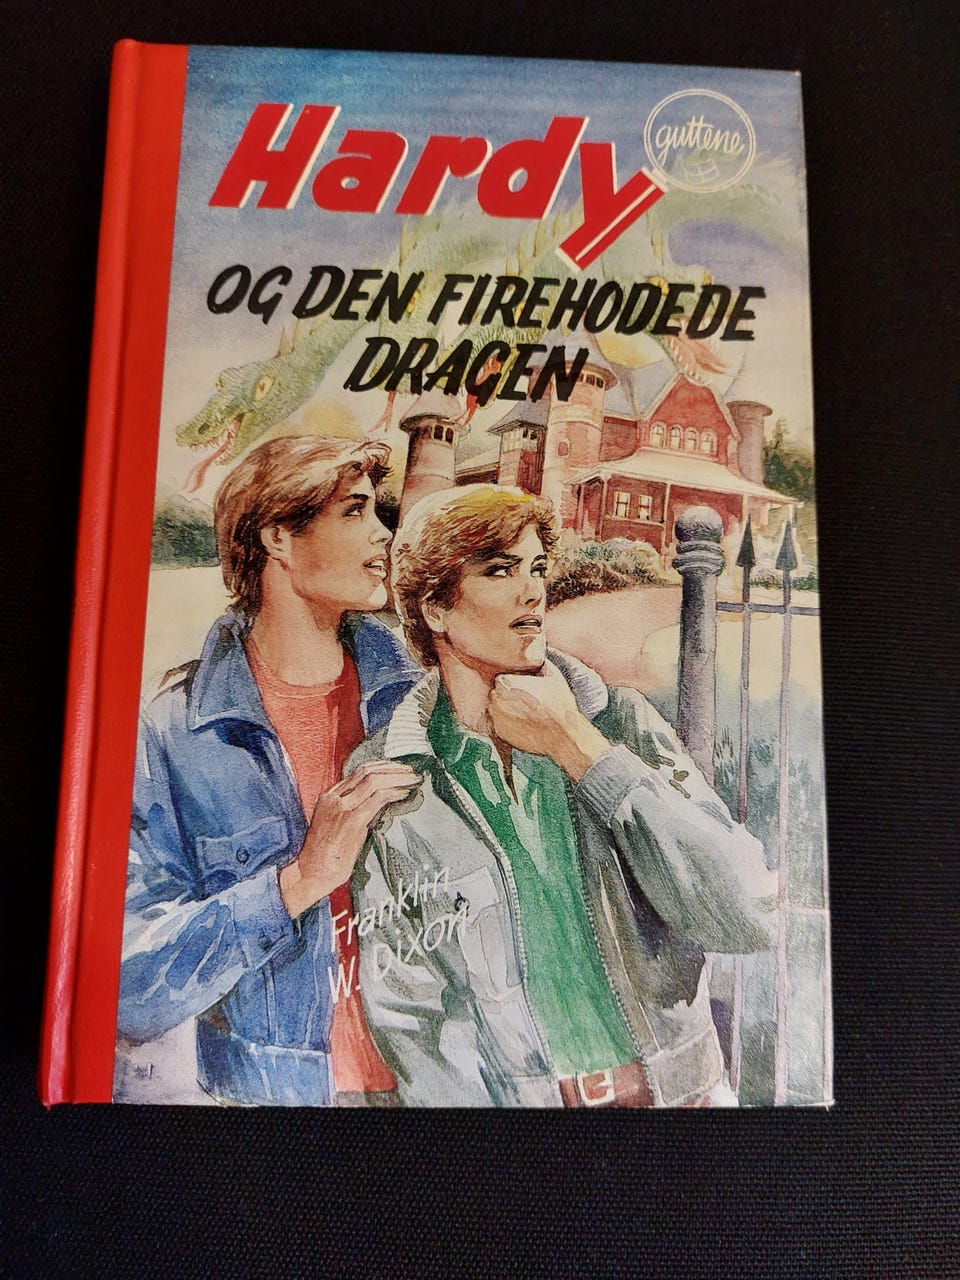 Hardy
guttene
OG DEN FIREHODEDE
DRAGEN
Franklin
W. Dixon